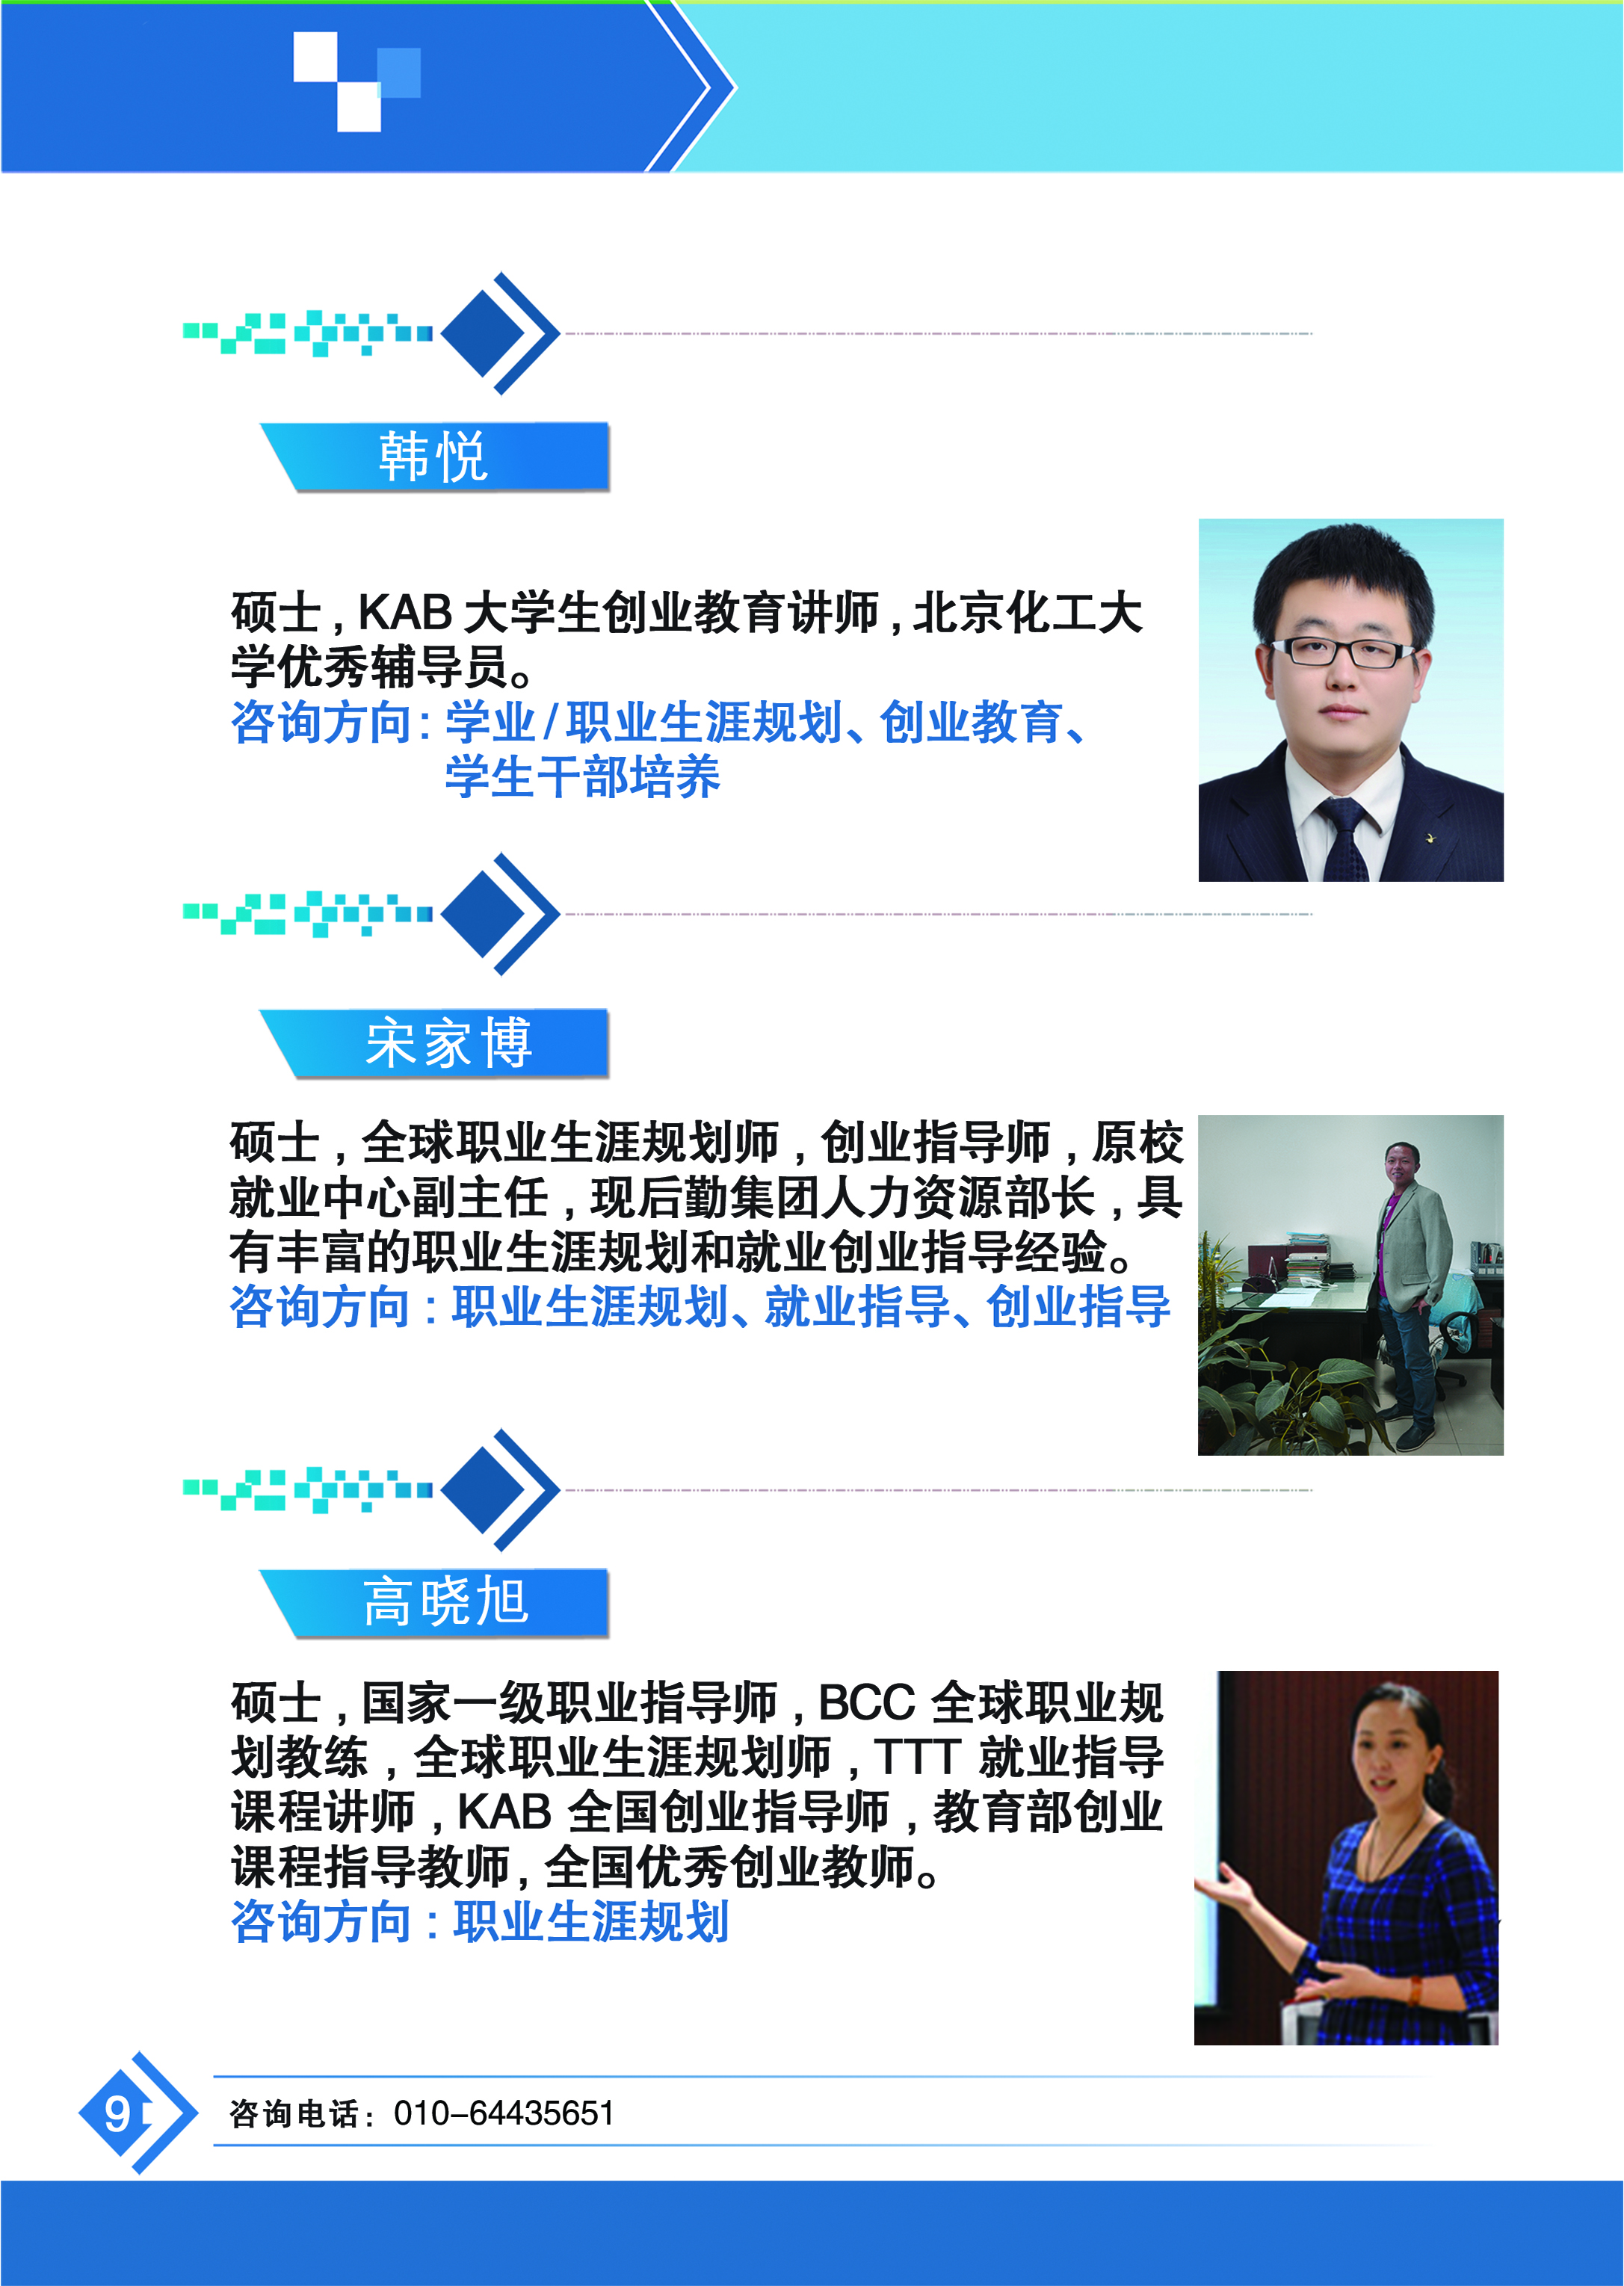 韩悦
硕士，KAB 大学生创业教育讲师，北京化工大
学优秀辅导员。
咨询方向：学业/职业生涯规划、创业教育、
学生干部培养
宋家博
硕士，全球职业生涯规划师，创业指导师，原校
就业中心副主任，现后勤集团人力资源部长，具
有丰富的职业生涯规划和就业创业指导经验。
咨询方向：职业生涯规划、就业指导、创业指导
高晓旭
硕士，国家一级职业指导师，BCC 全球职业规
划教练，全球职业生涯规划师，TTT 就业指导
课程讲师，KAB 全国创业指导师，教育部创业
课程指导教师，全国优秀创业教师。
咨询方向：职业生涯规划
9
咨询电话：010-64435651